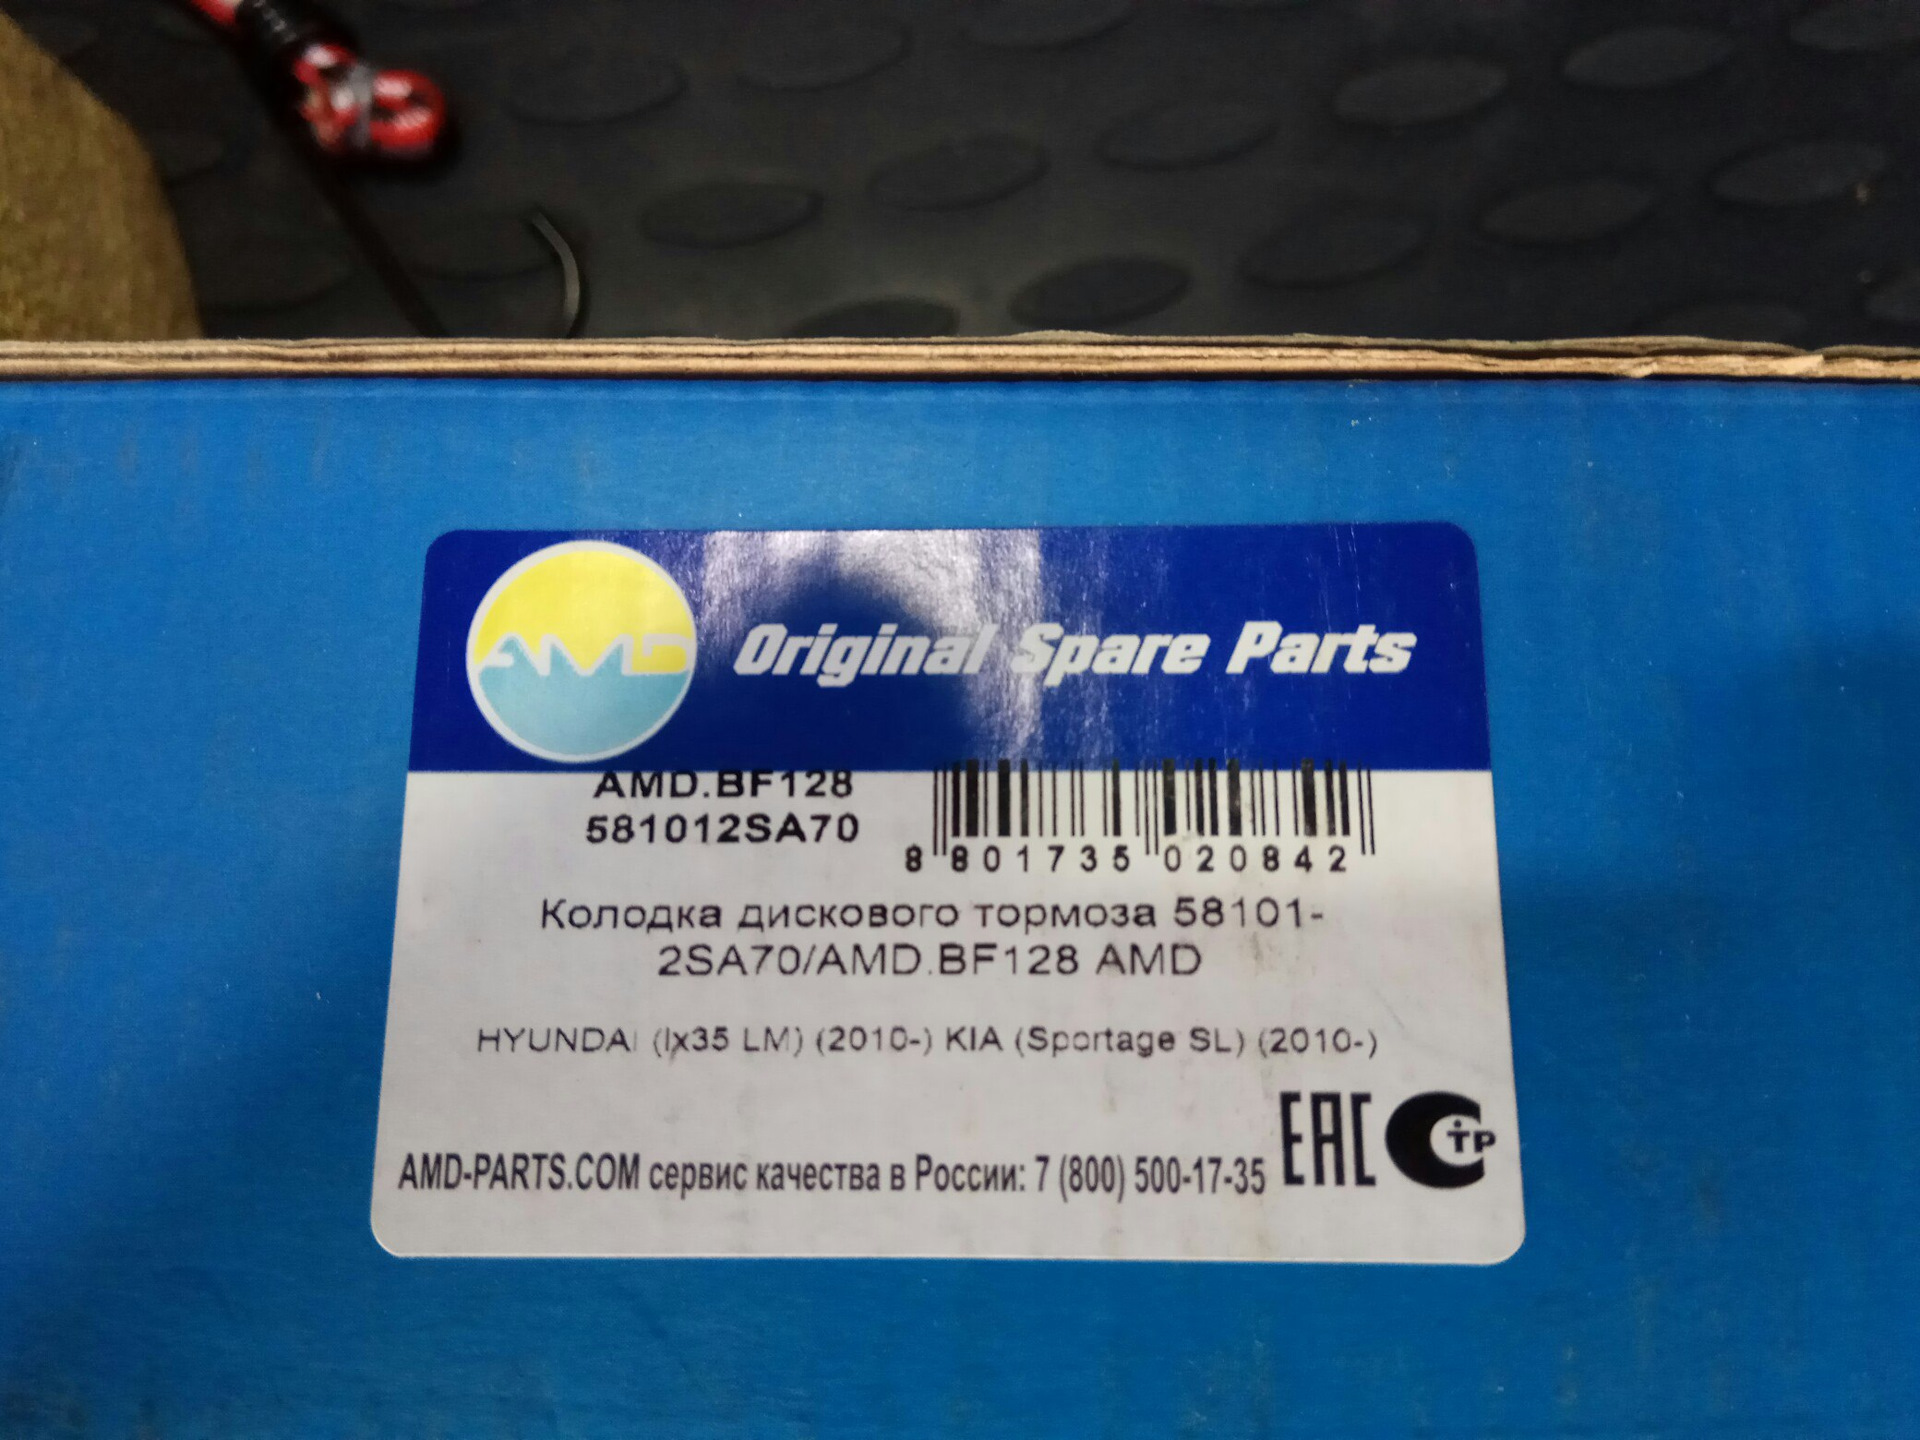 AMD
Original Spare Parts
AMD.BF128
581012SA70
8 801735 020842
Колодка дискового тормоза 58101-
2SA70/AMD.BF128 AMD
HYUNDAI (Ix35 LM) (2010-) KIA (Sportage SL) (2010-)
EAC
ТР
AMD-PARTS.COM сервис качества в России: 7 (800) 500-17-35